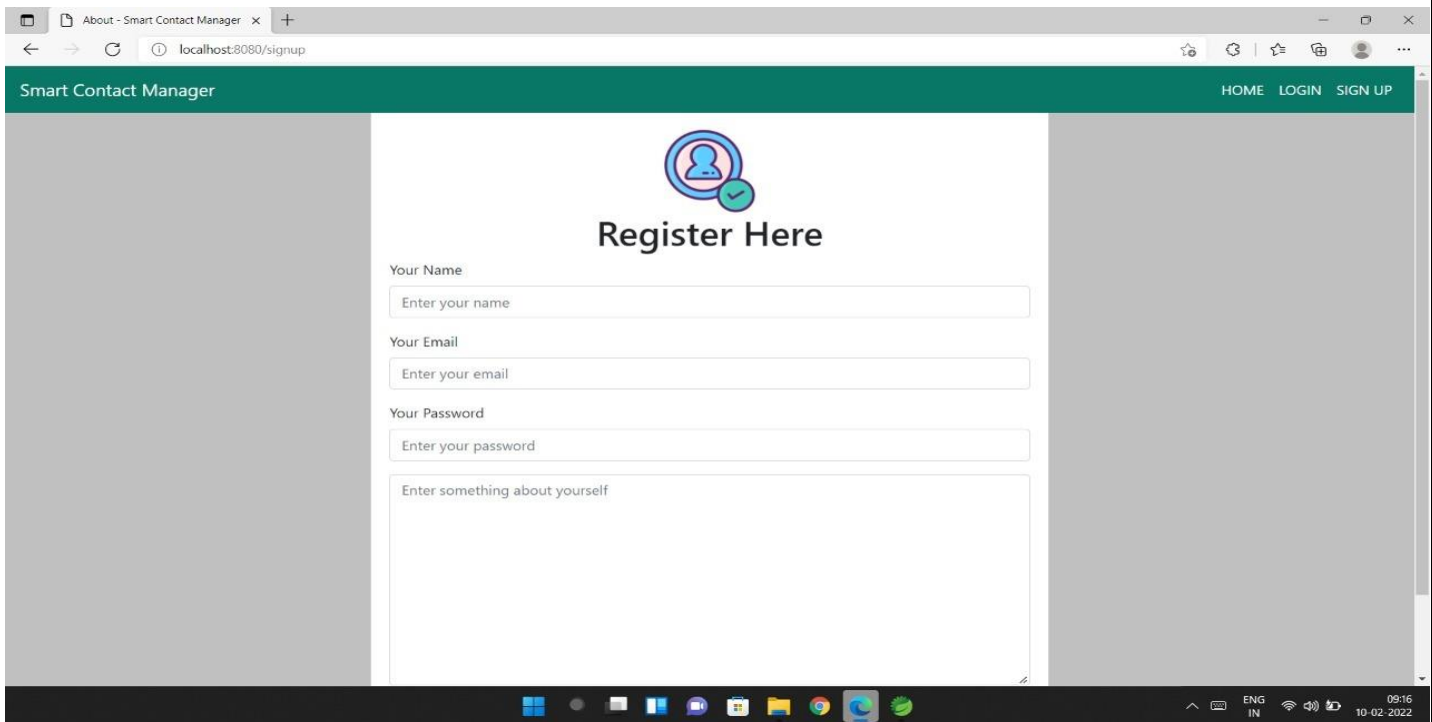 About - Smart Contact Manager
localhost:8080/signup
Smart Contact Manager
HOME LOGIN SIGN UP
Register Here
Your Name
Enter your name
Your Email
Enter your email
Your Password
Enter your password
Enter something about yourself
ENG 09:16
IN 10-02-2022